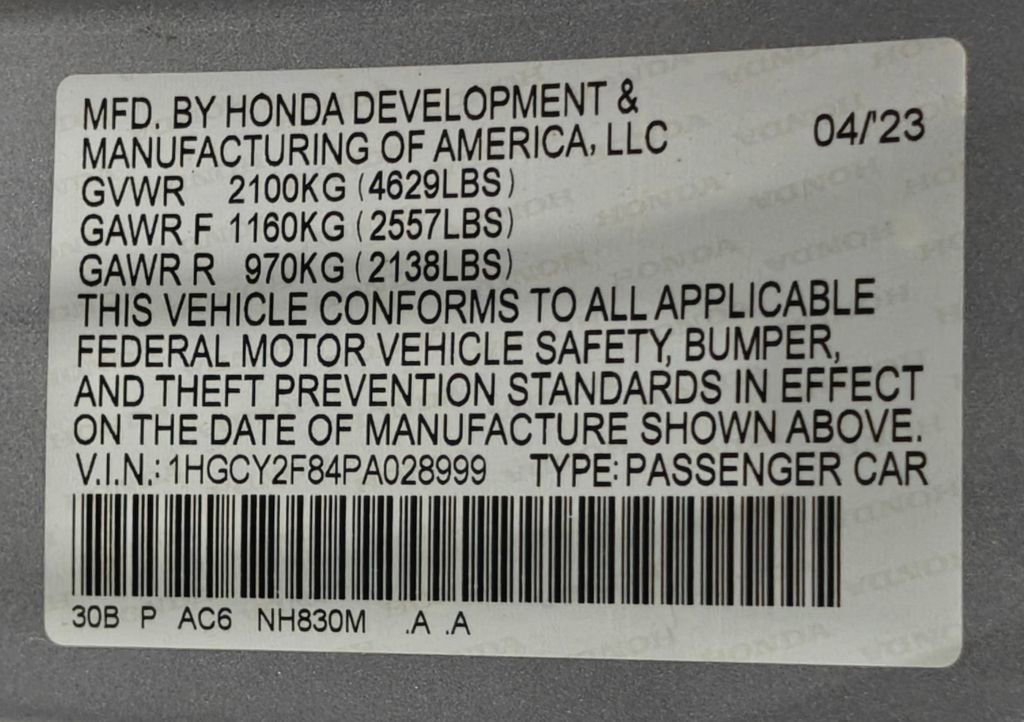 MFD. BY HONDA DEVELOPMENT &
MANUFACTURING OF AMERICA, LLC 04/'23
GVWR 2100KG (4629LBS)
GAWR F 1160KG (2557LBS)
GAWR R 970KG (2138LBS)
THIS VEHICLE CONFORMS TO ALL APPLICABLE
FEDERAL MOTOR VEHICLE SAFETY, BUMPER,
AND THEFT PREVENTION STANDARDS IN EFFECT
ON THE DATE OF MANUFACTURE SHOWN ABOVE.
V.I.N.: 1HGCY2F84PA028999 TYPE: PASSENGER CAR
30B P AC6 NH830M .A .A